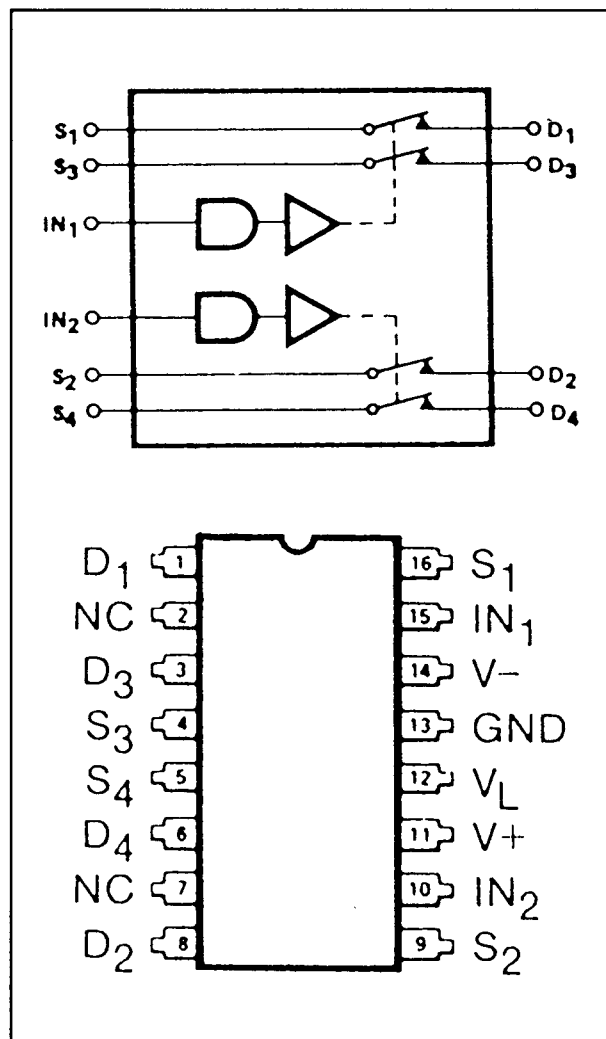 S1 D1
S3 D3
IN1
IN2
S2 D2
S4 D4
D1 1 16 S1
NC 2 15 IN1
D3 3 14 V-
S3 4 13 GND
S4 5 12 VL
D4 6 11 V+
NC 7 10 IN2
D2 8 9 S2